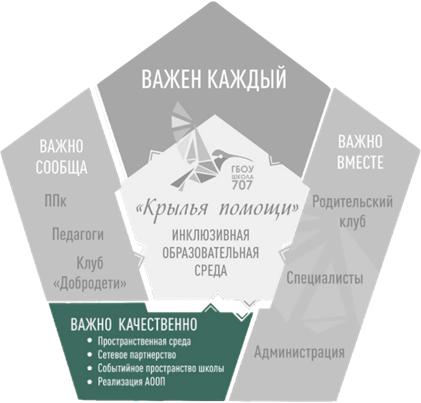 ВАЖЕН КАЖДЫЙ
ВАЖНО
СООБЩА
ППк
Педагоги
Клуб
«Добродети»
ГБОУ
ШКОЛА
707
«Крылья помощи»
ИНКЛЮЗИВНАЯ
ОБРАЗОВАТЕЛЬНАЯ
СРЕДА
ВАЖНО
ВМЕСТЕ
Родительский
клуб
Специалисты
Администрация
ВАЖНО КАЧЕСТВЕННО
• Пространственная среда
• Сетевое партнерство
• Событийное пространство школы
• Реализация АООП